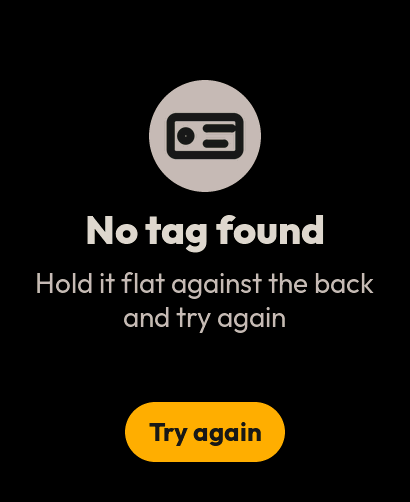 No tag found
Hold it flat against the back
and try again
Try again